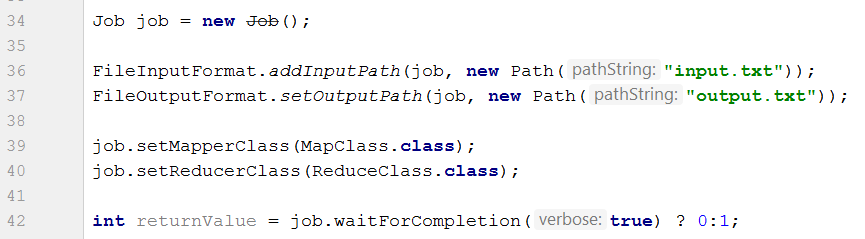 34 Job job = new Job();
35
36 FileInputFormat.addInputPath(job, new Path( pathString: "input.txt"));
37 FileOutputFormat.setOutputPath(job, new Path( pathString: "output.txt"));
38
39 job.setMapperClass(MapClass.class);
40 job.setReducerClass(ReduceClass.class);
41
42 int returnValue = job.waitForCompletion( verbose: true) ? 0:1;